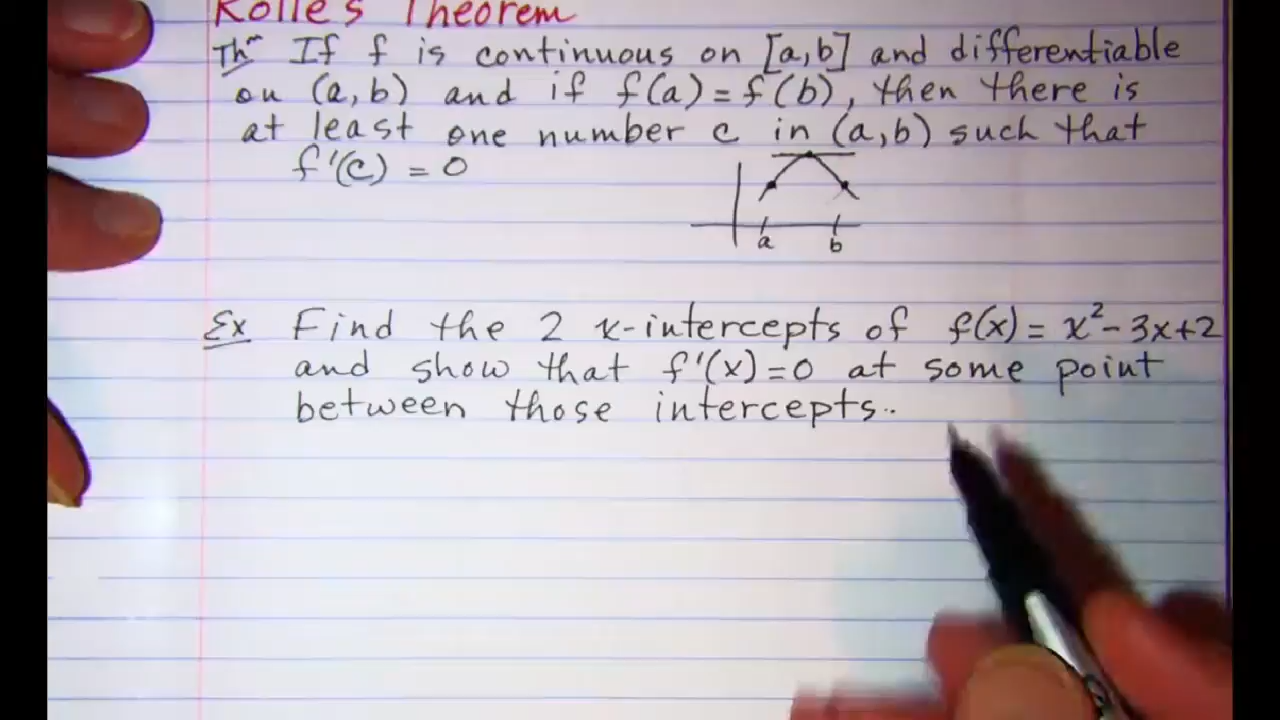 Rolle's Theorem
Thm If f is continuous on [a,b] and differentiable
on (a,b) and if f(a) = f(b), then there is
at least one number c in (a,b) such that
f'(c) = 0
a b
Ex Find the 2 x-intercepts of f(x) = x² - 3x+2
and show that f'(x)=0 at some point
between those intercepts..